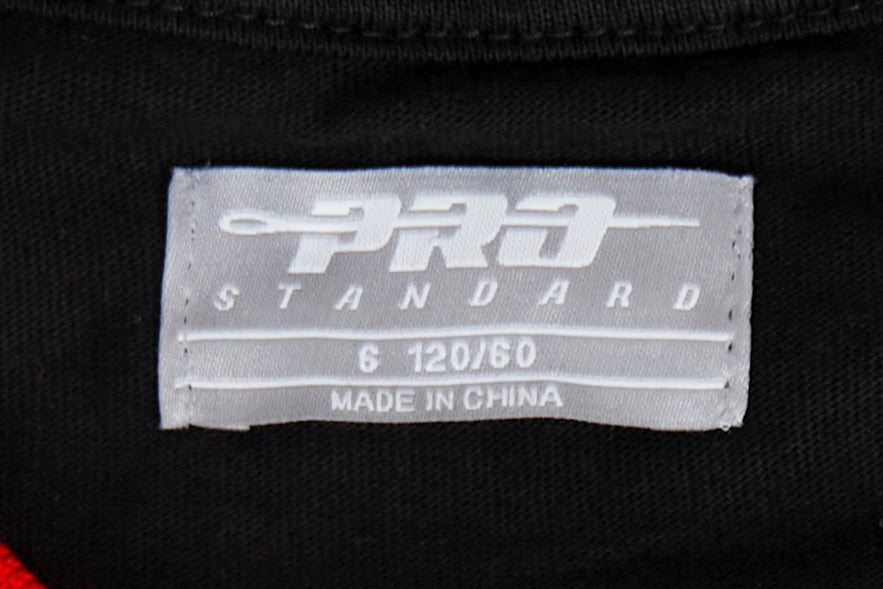 PRO
STANDARD
6 120/60
MADE IN CHINA